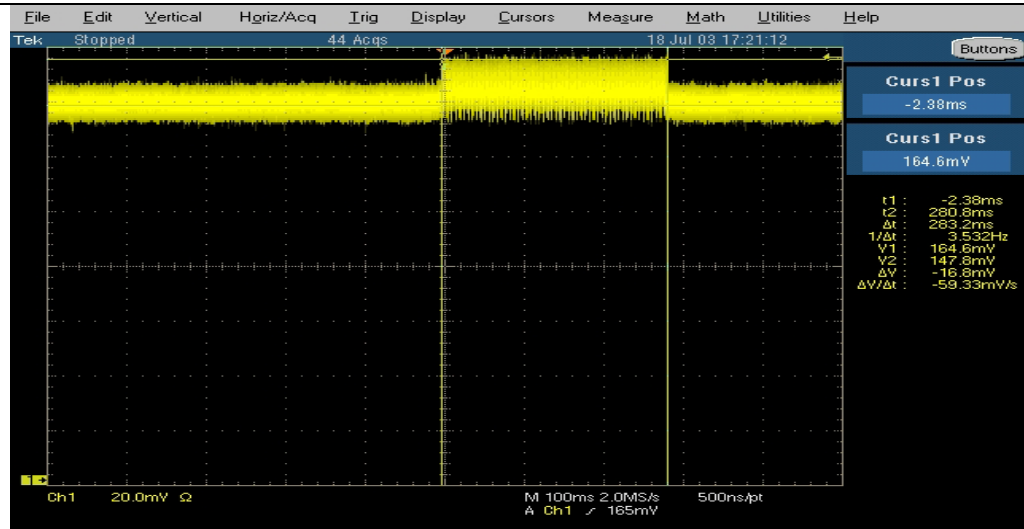 File Edit Vertical Horiz/Acq Trig Display Cursors Measure Math Utilities Help
Tek Stopped 44 Acqs 18 Jul 03 17:21:12
Buttons
Curs1 Pos
-2.38ms
Curs1 Pos
164.6mV
t1 : -2.38ms
t2 : 280.8ms
Δt : 283.2ms
1/Δt : 3.532Hz
V1 : 164.6mV
V2 : 147.8mV
ΔV : -16.8mV
ΔV/Δt : -59.33mV/s
1
Ch1 20.0mV Ω M 100ms 2.0MS/s 500ns/pt
A Ch1 ⁄ 165mV